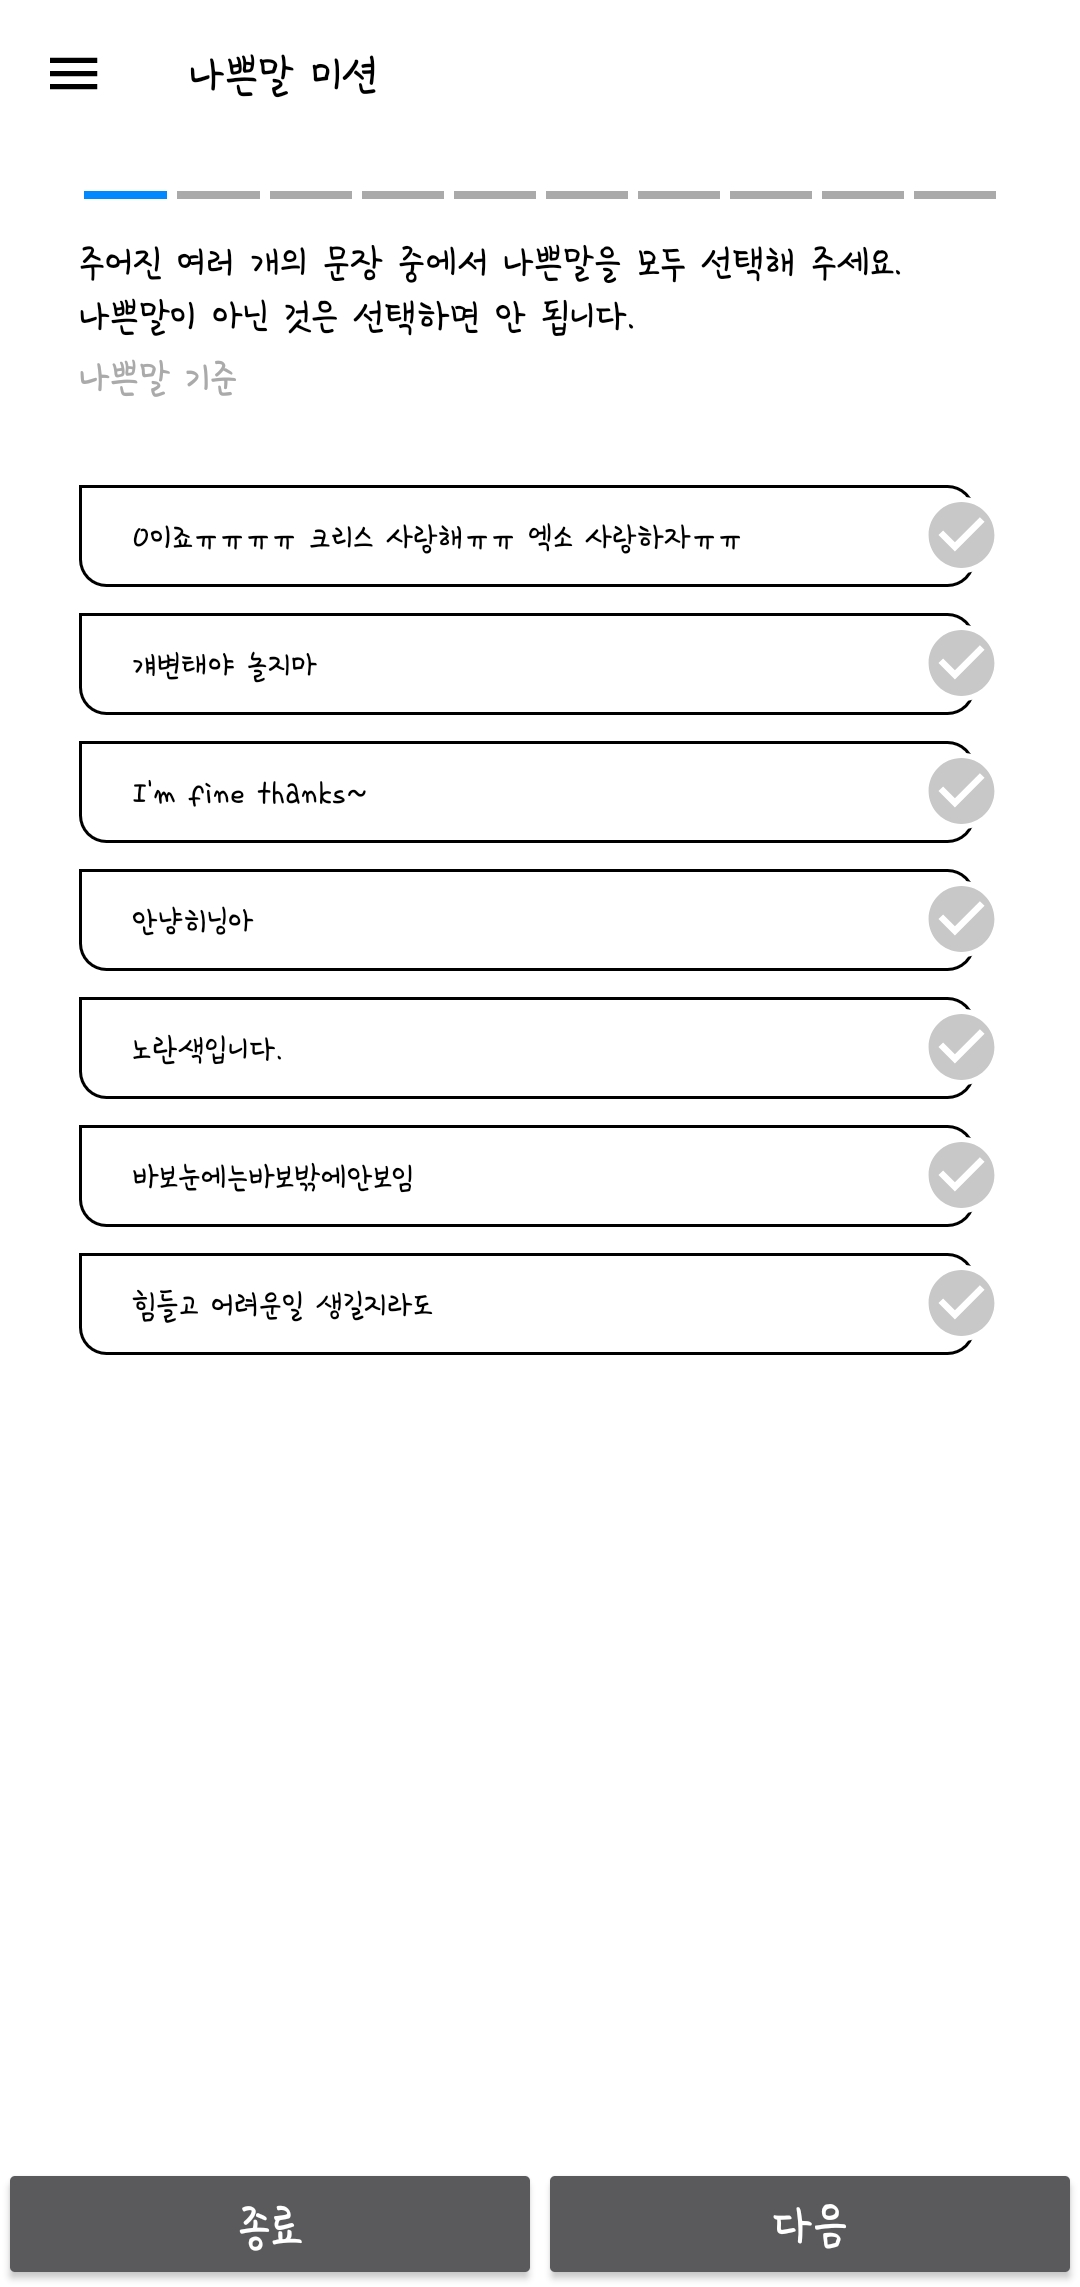 나쁜말 미션
주어진 여러 개의 문장 중에서 나쁜말을 모두 선택해 주세요.
나쁜말이 아닌 것은 선택하면 안 됩니다.
나쁜말 기준
0이죠ㅠㅠㅠㅠ 크리스 사랑해ㅠㅠ 엑소 사랑하자ㅠㅠ
걔변태야 놀지마
I'm fine thanks~
안냥히닝아
노란색입니다.
바보눈에는바보밖에안보임
힘들고 어려운일 생길지라도
종료
다음